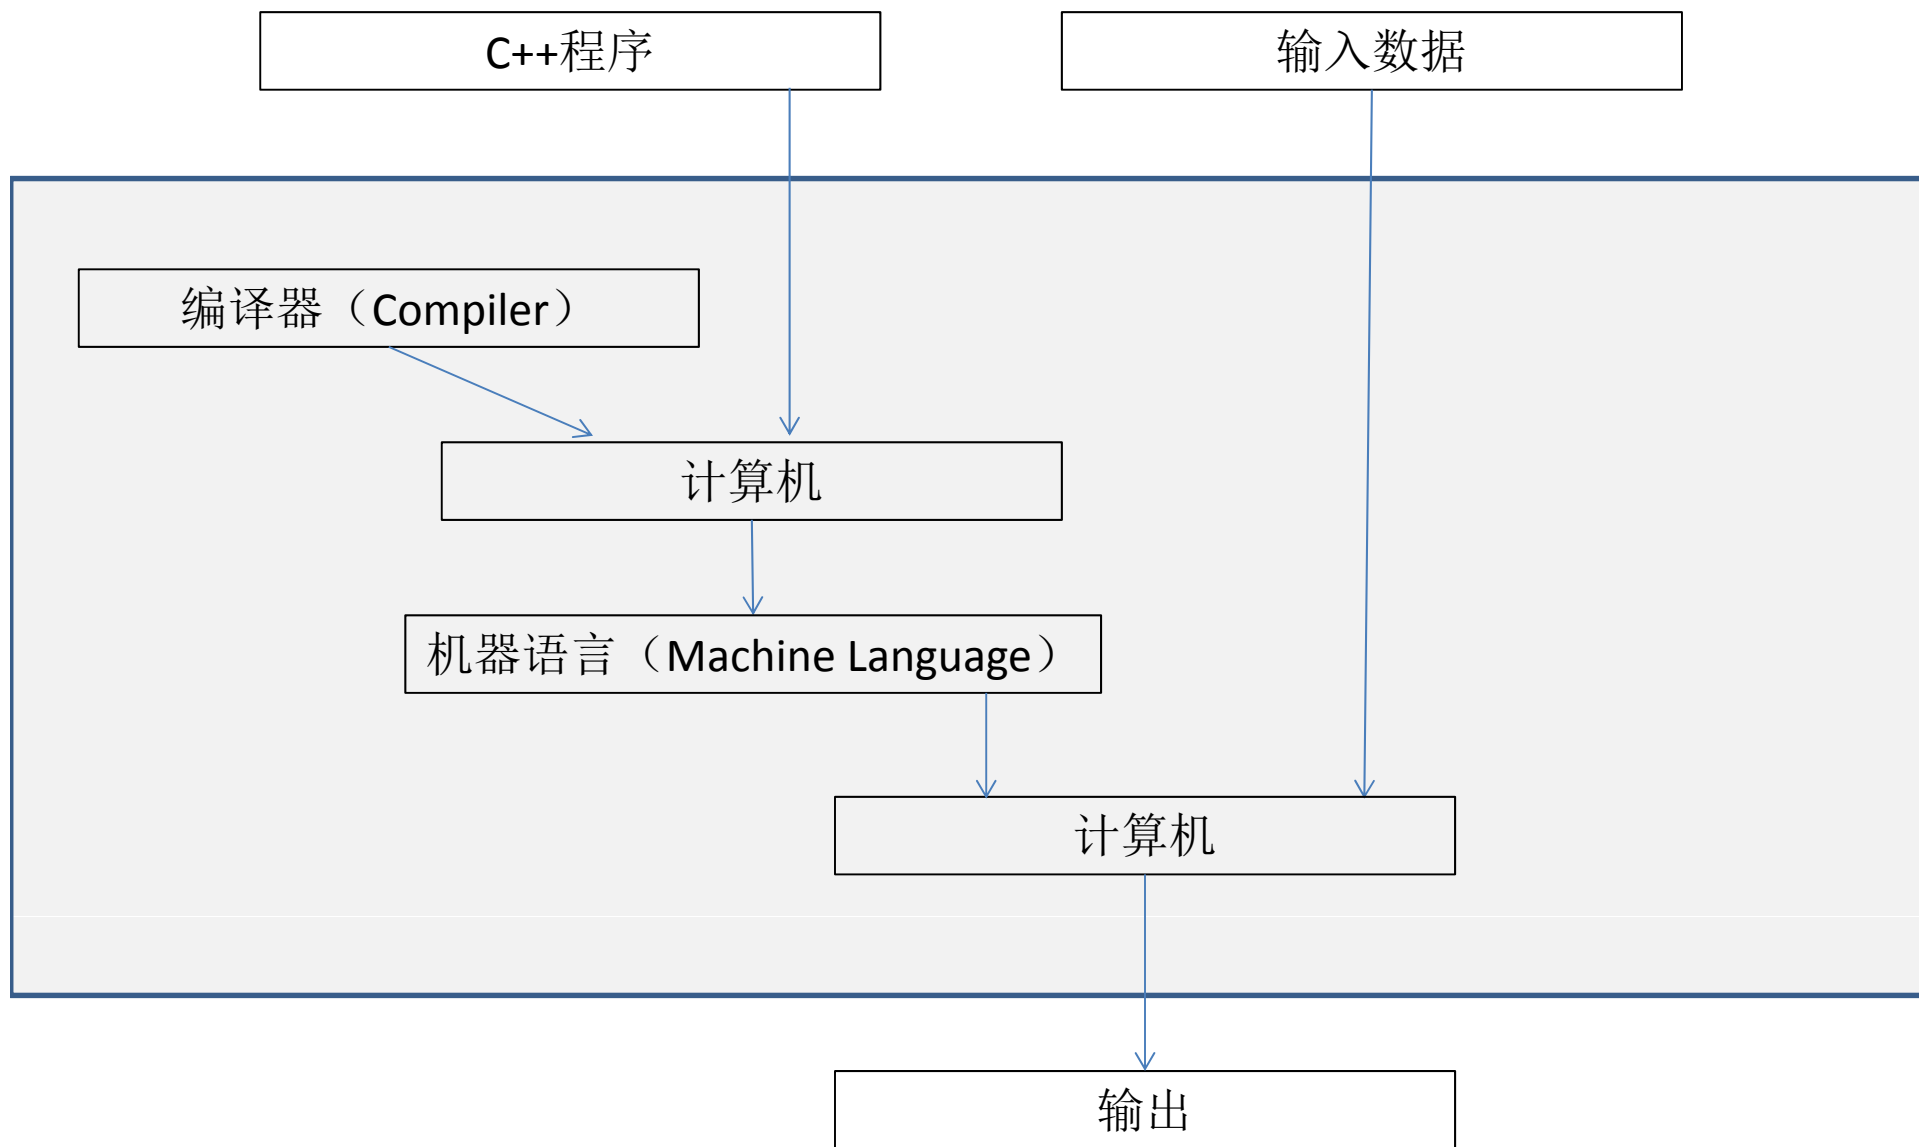 C++程序
输入数据
编译器（Compiler）
计算机
机器语言（Machine Language）
计算机
输出